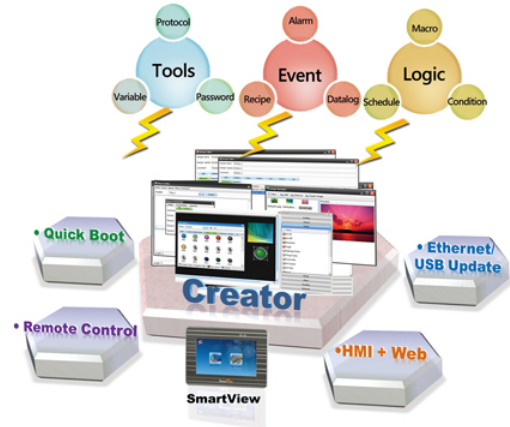 Protocol
Tools
Variable
Password
Alarm
Event
Recipe
Datalog
Macro
Logic
Schedule
Condition
• Quick Boot
• Ethernet/
USB Update
Creator
• Remote Control
•HMI + Web
SmartView